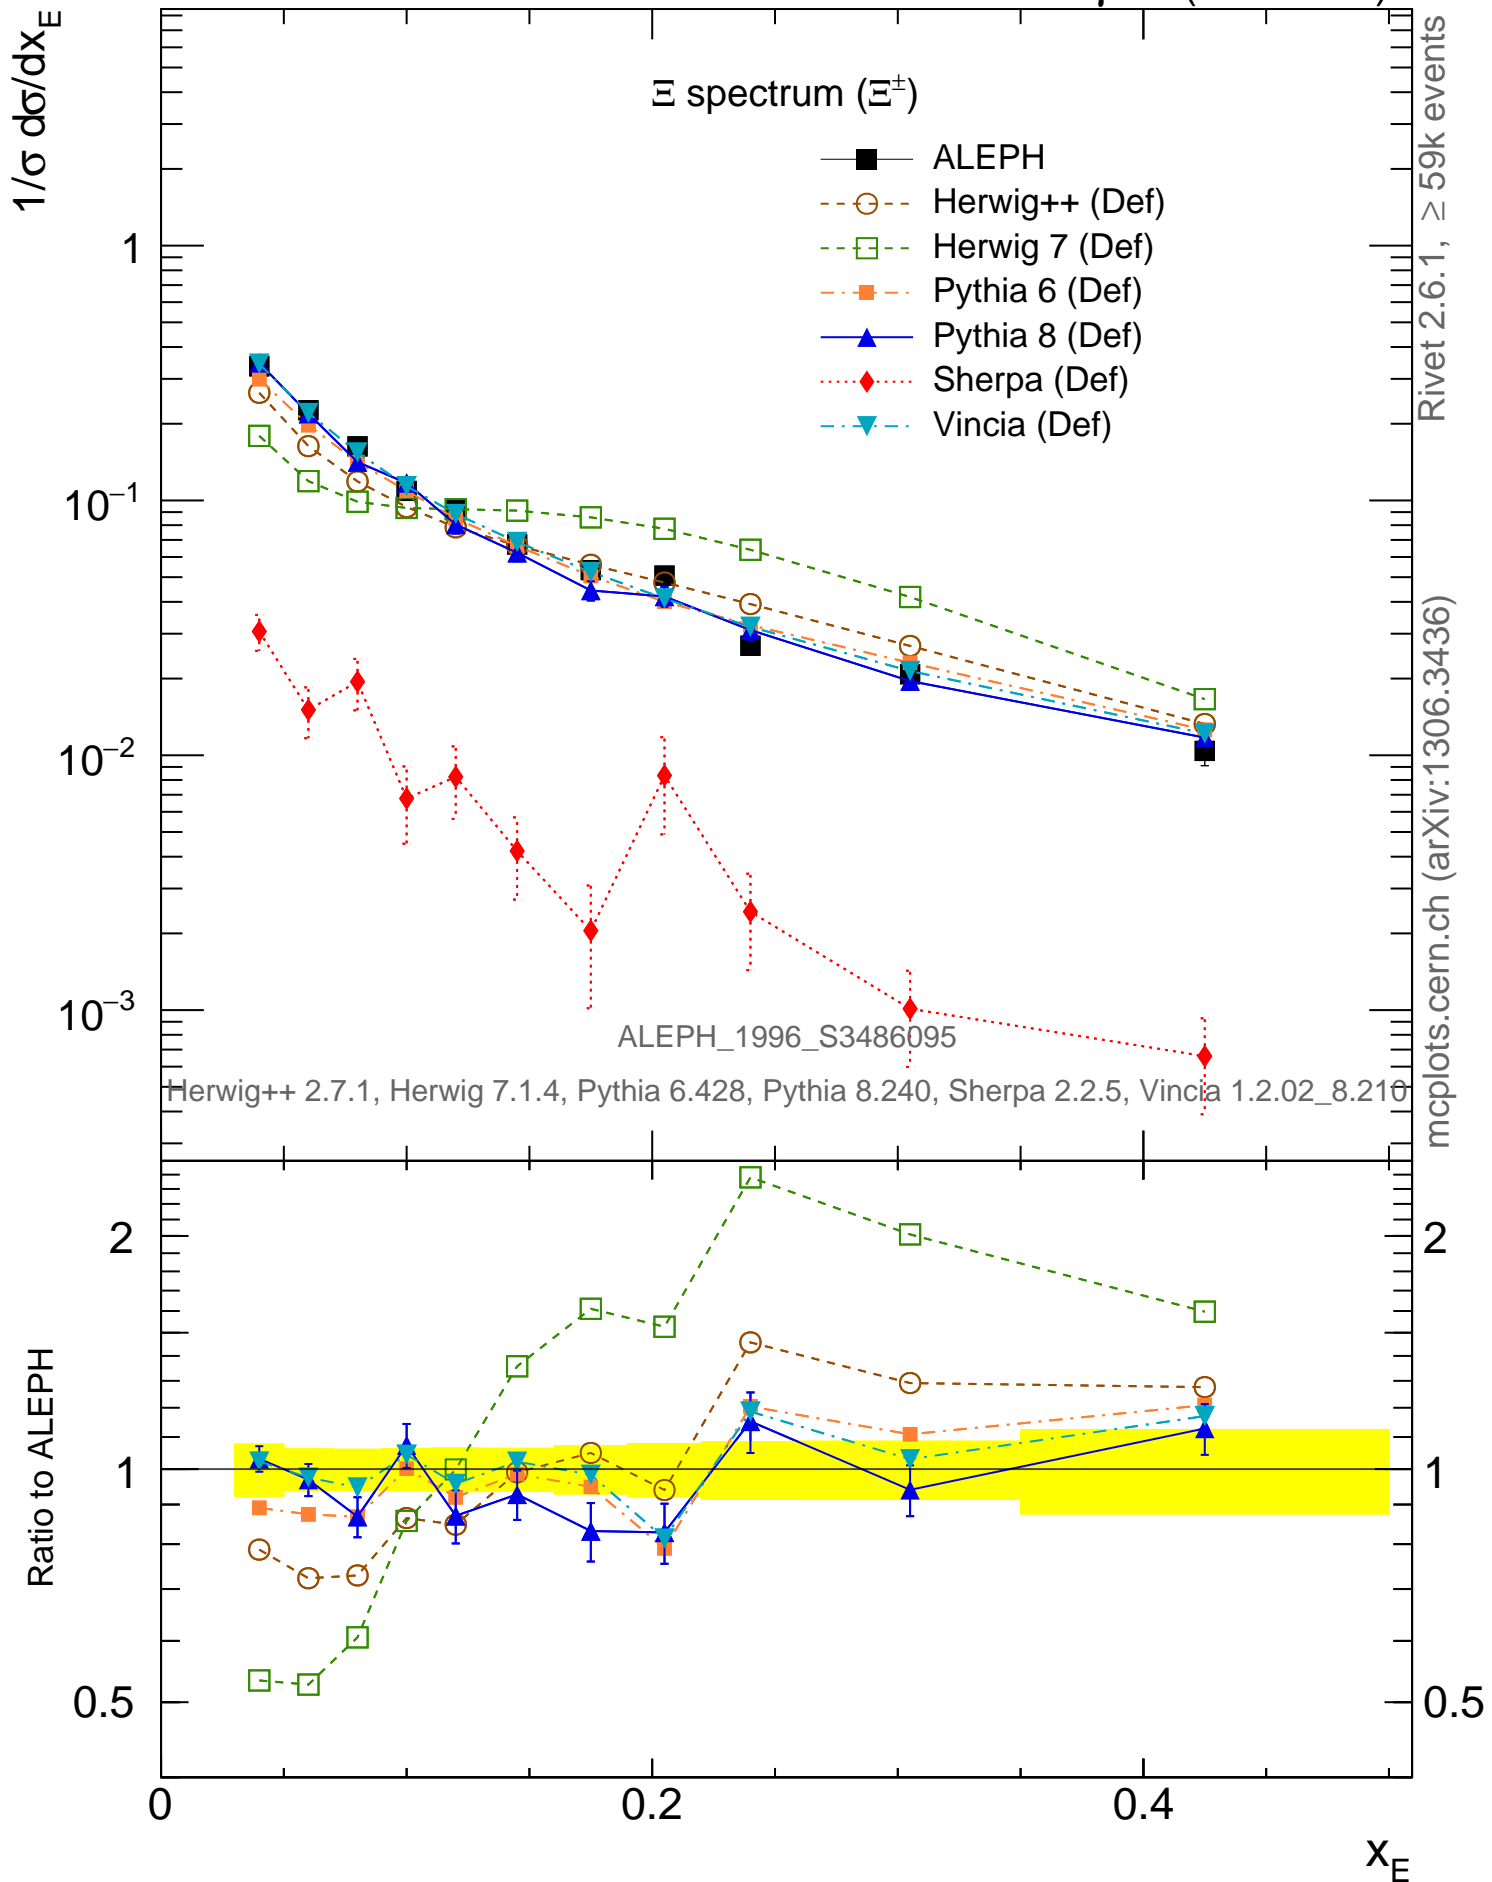 1/σ dσ/dx_E
Ξ spectrum (Ξ^±)
ALEPH
Herwig++ (Def)
Herwig 7 (Def)
Pythia 6 (Def)
Pythia 8 (Def)
Sherpa (Def)
Vincia (Def)
1
10^−1
10^−2
10^−3
ALEPH_1996_S3486095
Herwig++ 2.7.1, Herwig 7.1.4, Pythia 6.428, Pythia 8.240, Sherpa 2.2.5, Vincia 1.2.02_8.210
Rivet 2.6.1, ≥ 59k events
mcplots.cern.ch (arXiv:1306.3436)
Ratio to ALEPH
2
1
0.5
2
1
0.5
0
0.2
0.4
x_E